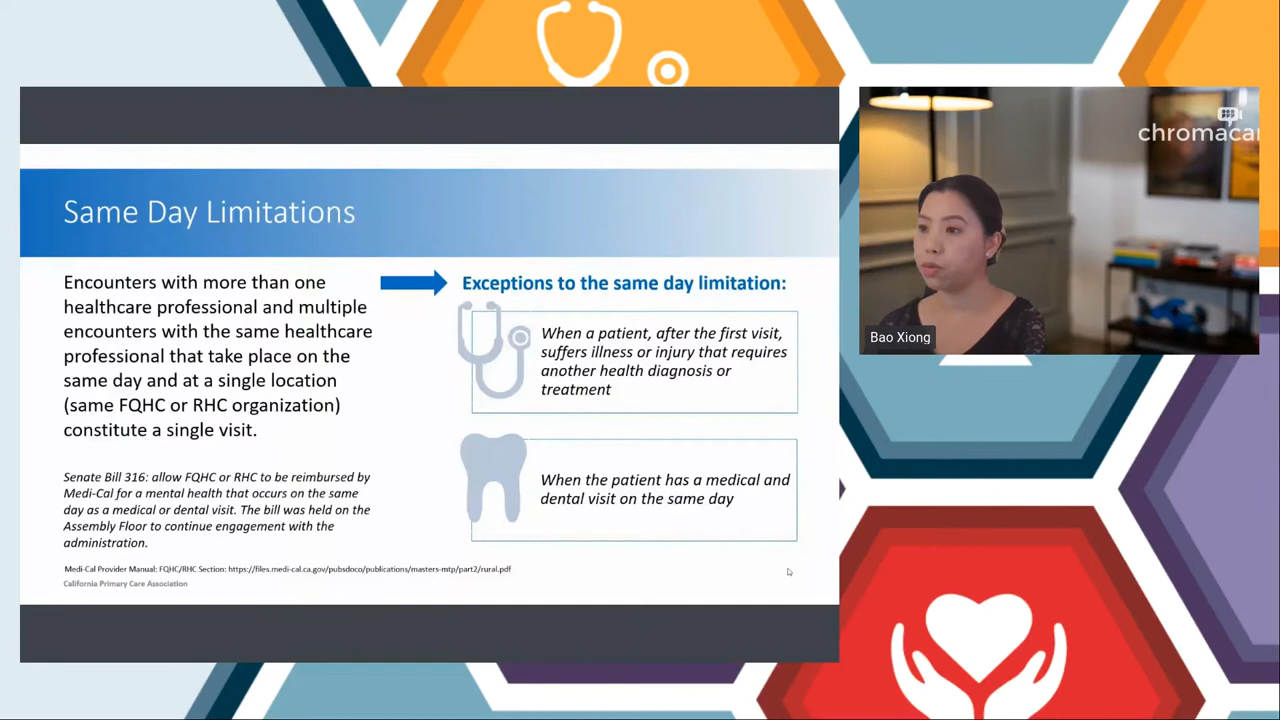 Same Day Limitations
Encounters with more than one
healthcare professional and multiple
encounters with the same healthcare
professional that take place on the
same day and at a single location
(same FQHC or RHC organization)
constitute a single visit.
Senate Bill 316: allow FQHC or RHC to be reimbursed by
Medi-Cal for a mental health that occurs on the same
day as a medical or dental visit. The bill was held on the
Assembly Floor to continue engagement with the
administration.
Medi-Cal Provider Manual: FQHC/RHC Section: https://files.medi-cal.ca.gov/pubsdoco/publications/masters-mtp/part2/rural.pdf
California Primary Care Association
Exceptions to the same day limitation:
When a patient, after the first visit,
suffers illness or injury that requires
another health diagnosis or
treatment
When the patient has a medical and
dental visit on the same day
chromacam
Bao Xiong